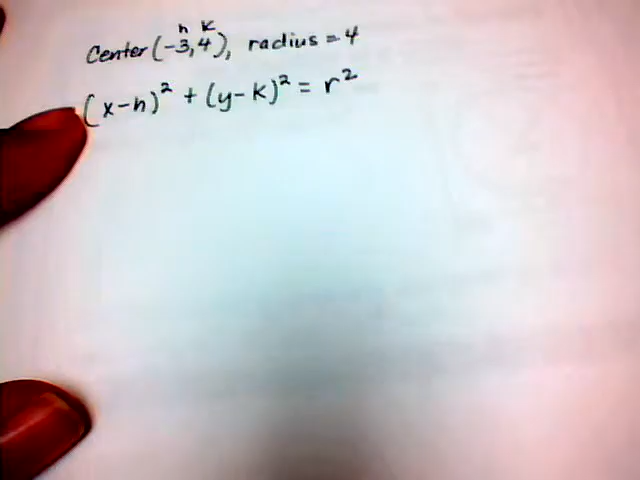 h k
Center (-3,4), radius = 4
(x-h)² + (y-k)² = r²